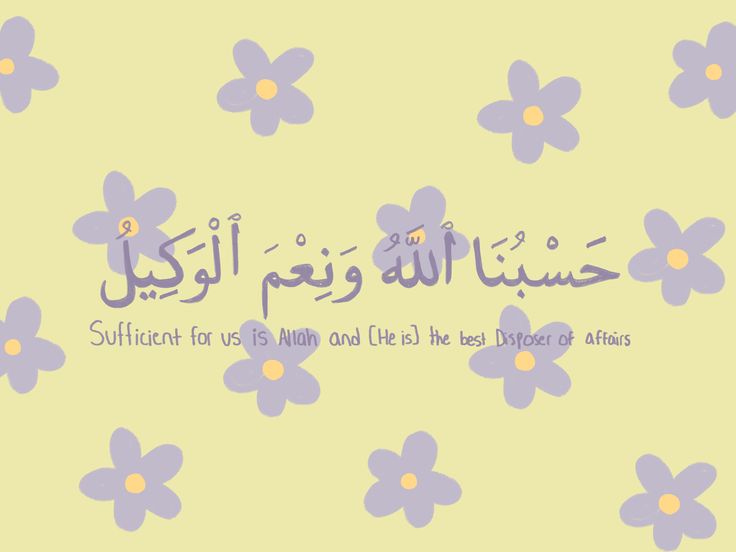 حَسْبُنَا ٱللَّهُ وَنِعْمَ ٱلْوَكِيلُ
Sufficient for us is Allah and [He is] the best Disposer of affairs